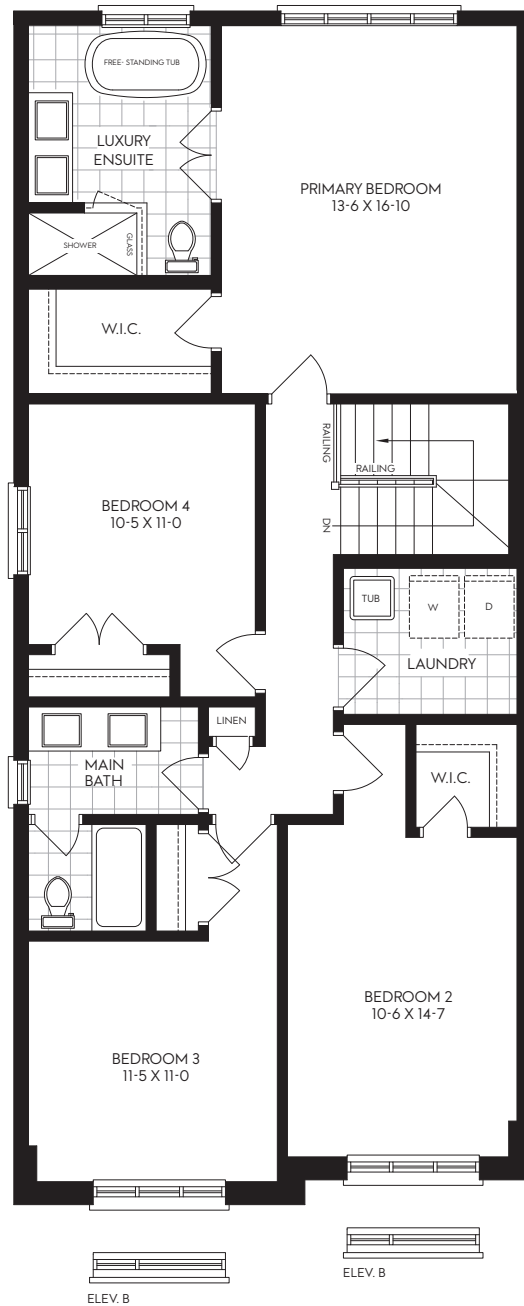 FREE- STANDING TUB
LUXURY
ENSUITE
PRIMARY BEDROOM
13-6 X 16-10
SHOWER
GLASS
W.I.C.
RAILING
RAILING
BEDROOM 4
10-5 X 11-0
DN
TUB
W
D
LAUNDRY
LINEN
MAIN
BATH
W.I.C.
BEDROOM 2
10-6 X 14-7
BEDROOM 3
11-5 X 11-0
ELEV. B
ELEV. B